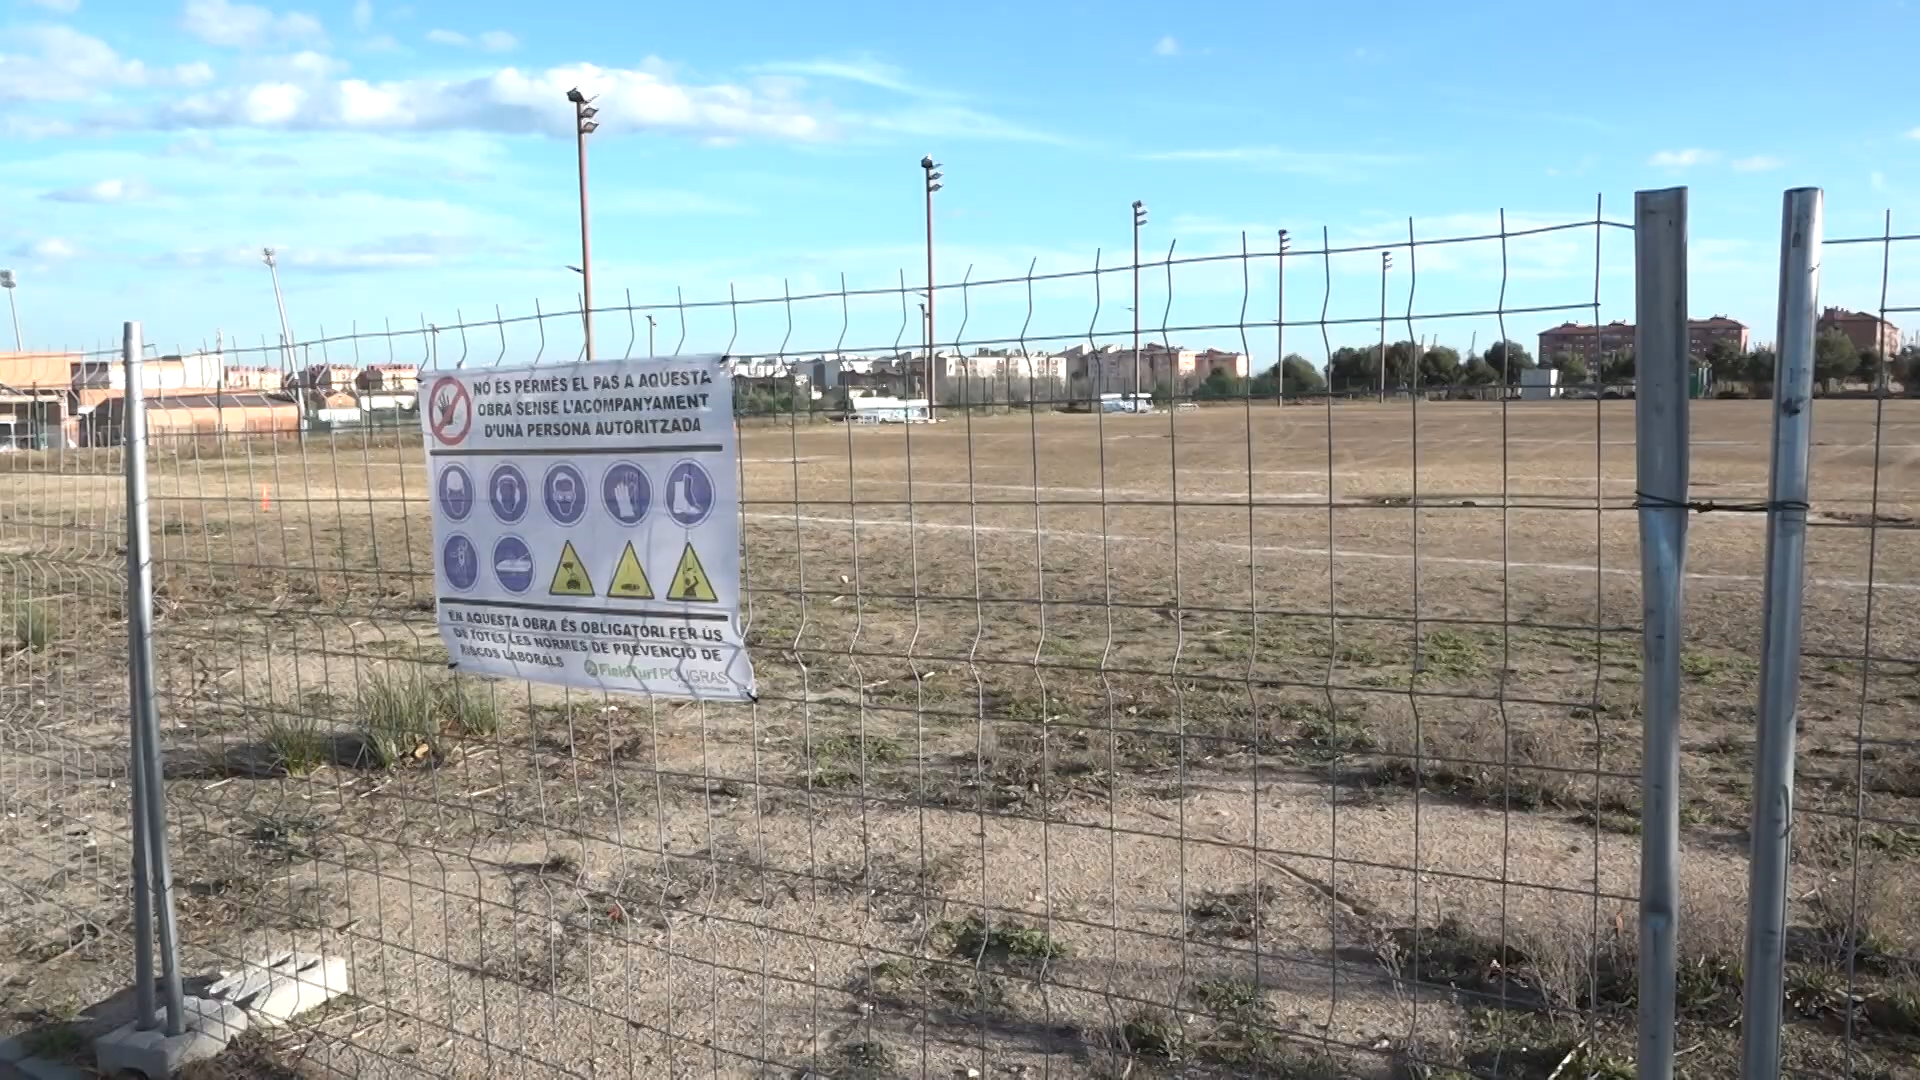 NO ÉS PERMÈS EL PAS A AQUESTA
OBRA SENSE L'ACOMPANYAMENT
D'UNA PERSONA AUTORITZADA
EN AQUESTA OBRA ÉS OBLIGATORI FER ÚS
DE TOTES LES NORMES DE PREVENCIÓ DE
RISCOS LABORALS
FieldTurf POLIGRAS